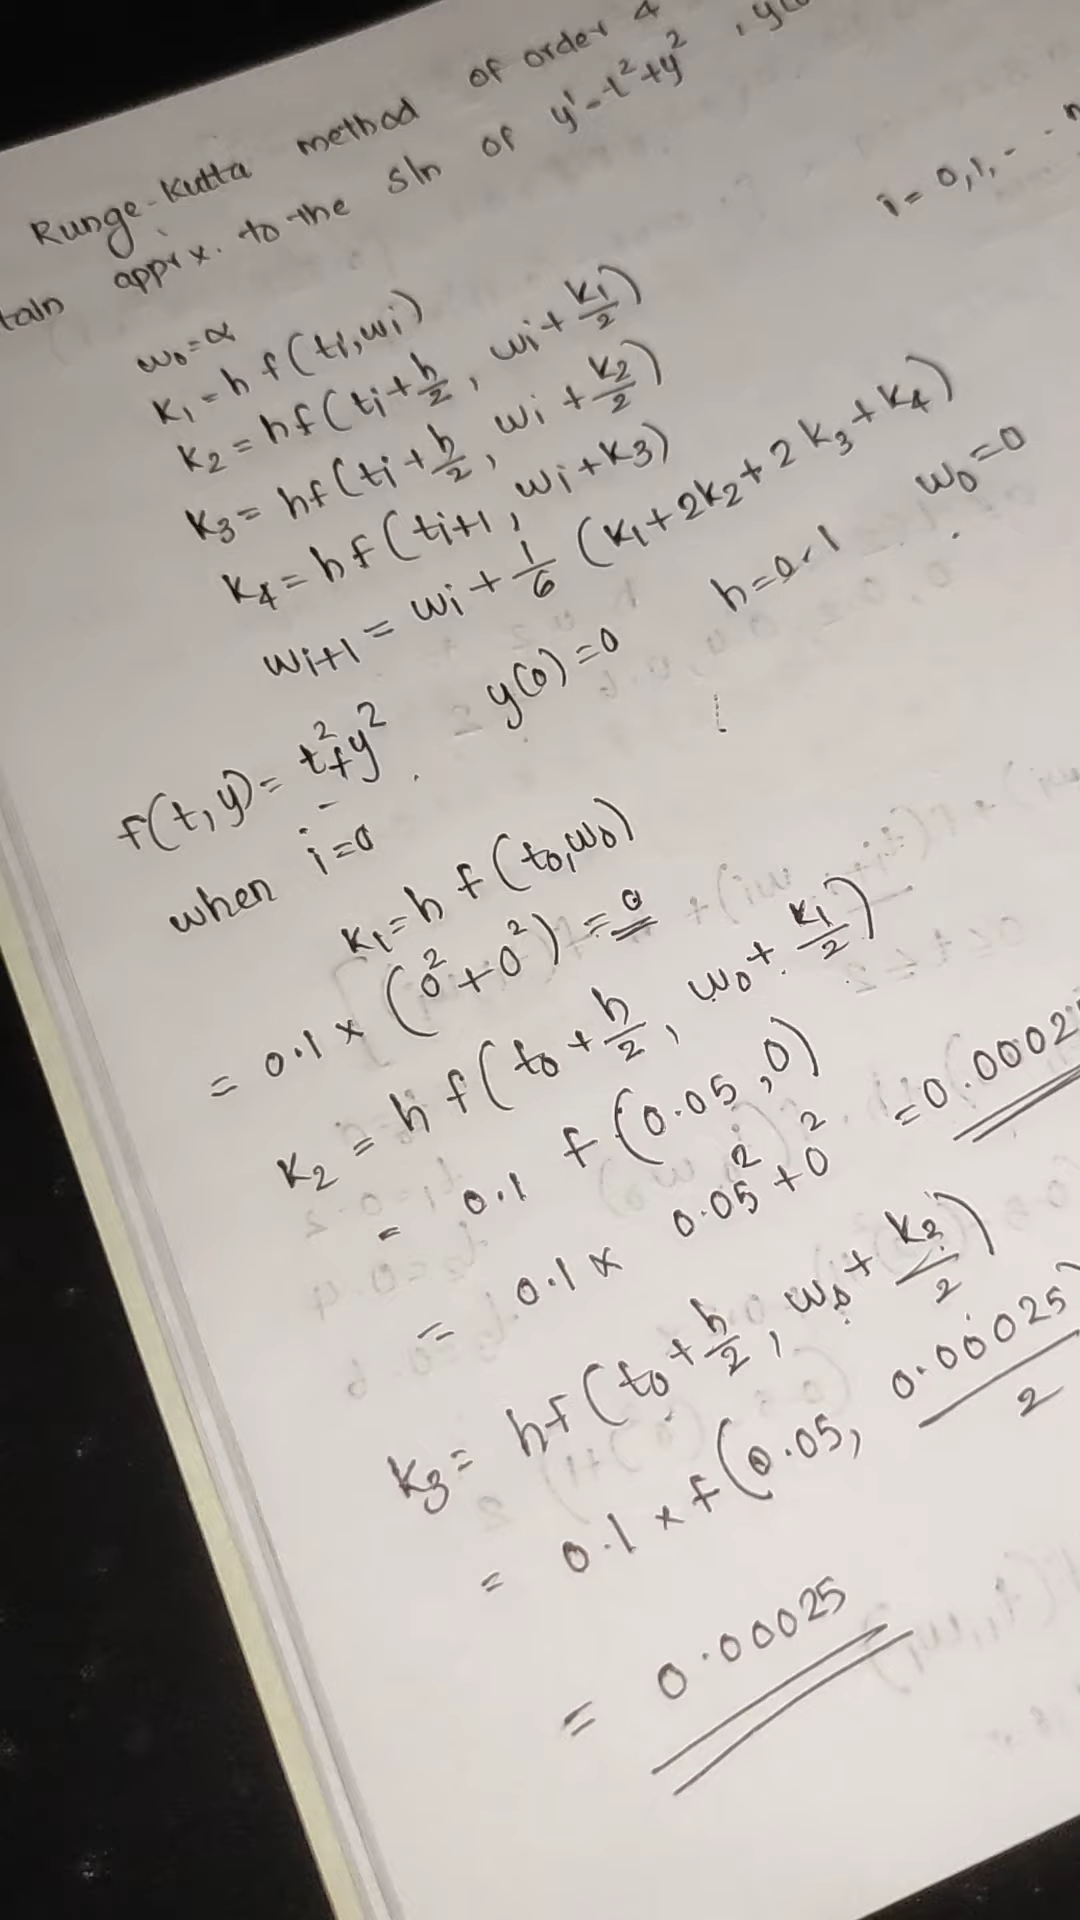 Runge-Kutta method of order 4
tain apprx. to the sln of y'=t²+y², y(0
w₀=α i=0,1,-- n
k₁=hf(ti,wi)
k₂=hf(ti+h/2, wi+k₁/2)
k₃=hf(ti+h/2, wi+k₂/2)
k₄=hf(ti+1, wi+k₃)
wi+1=wi+1/6(k₁+2k₂+2k₃+k₄)
f(t,y)=t²+y² y(0)=0 h=0.1 w₀=0
when i=0
k₁=hf(t₀,w₀)
=0.1×(0²+0²)=0
k₂=hf(t₀+h/2, w₀+k₁/2)
=0.1 f(0.05,0)
=0.1× 0.05²+0² =0.0002
k₃=hf(t₀+h/2, w₀+k₂/2)
=0.1×f(0.05, 0.00025/2)
=0.00025